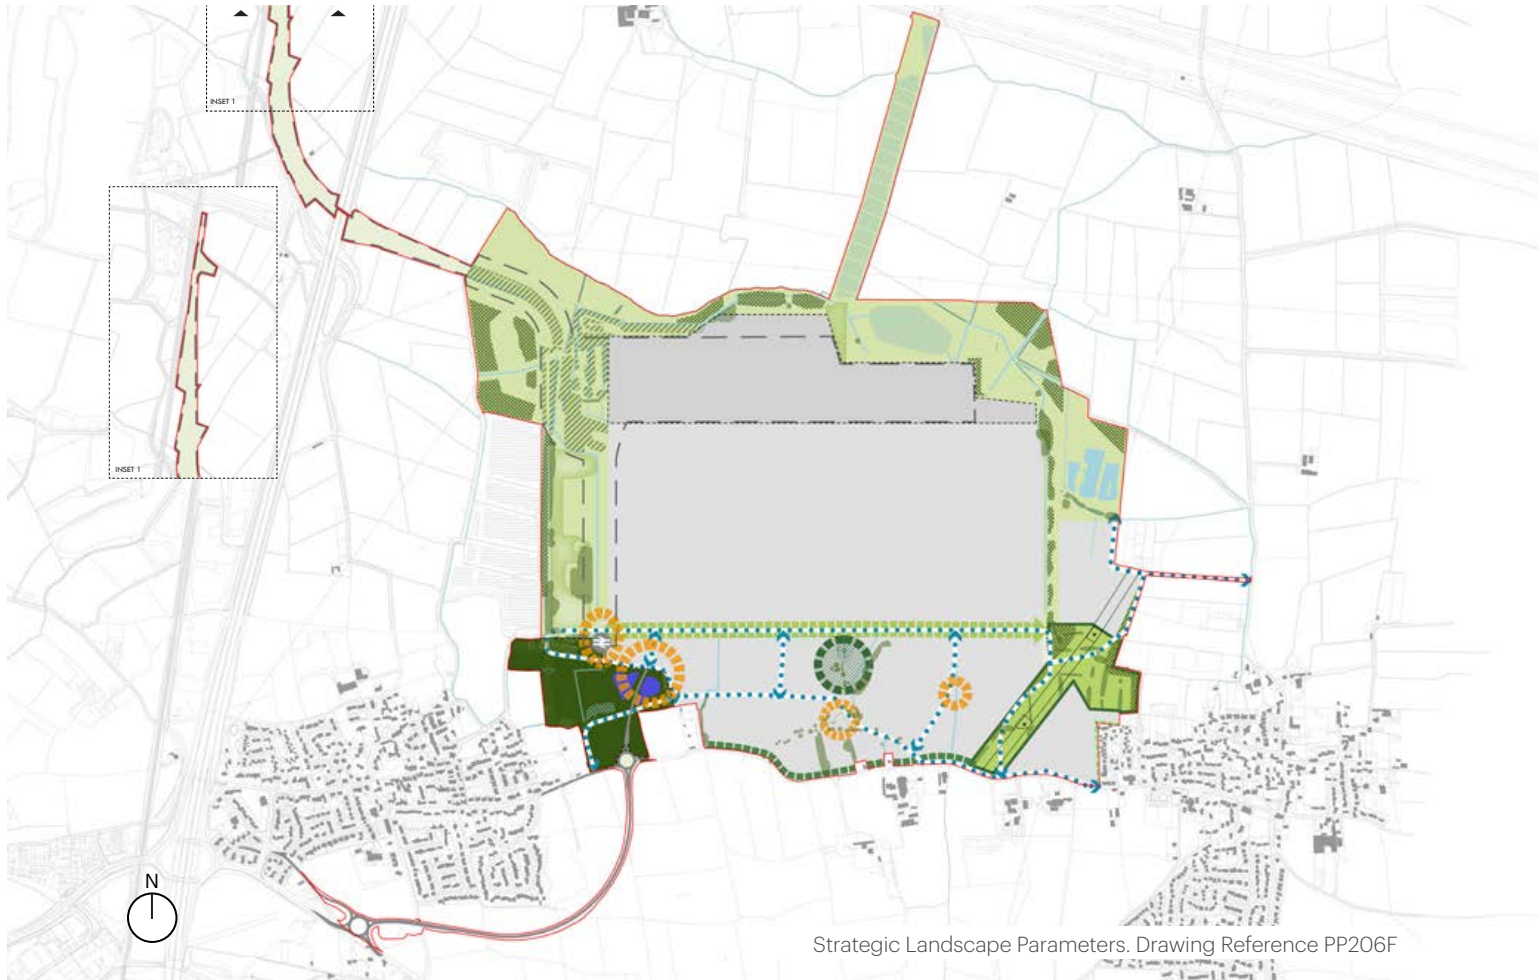 INSET 1
INSET 1
N
Strategic Landscape Parameters. Drawing Reference PP206F